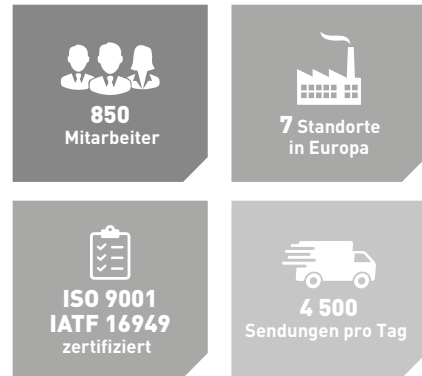 850
Mitarbeiter
7 Standorte
in Europa
ISO 9001
IATF 16949
zertifiziert
4 500
Sendungen pro Tag